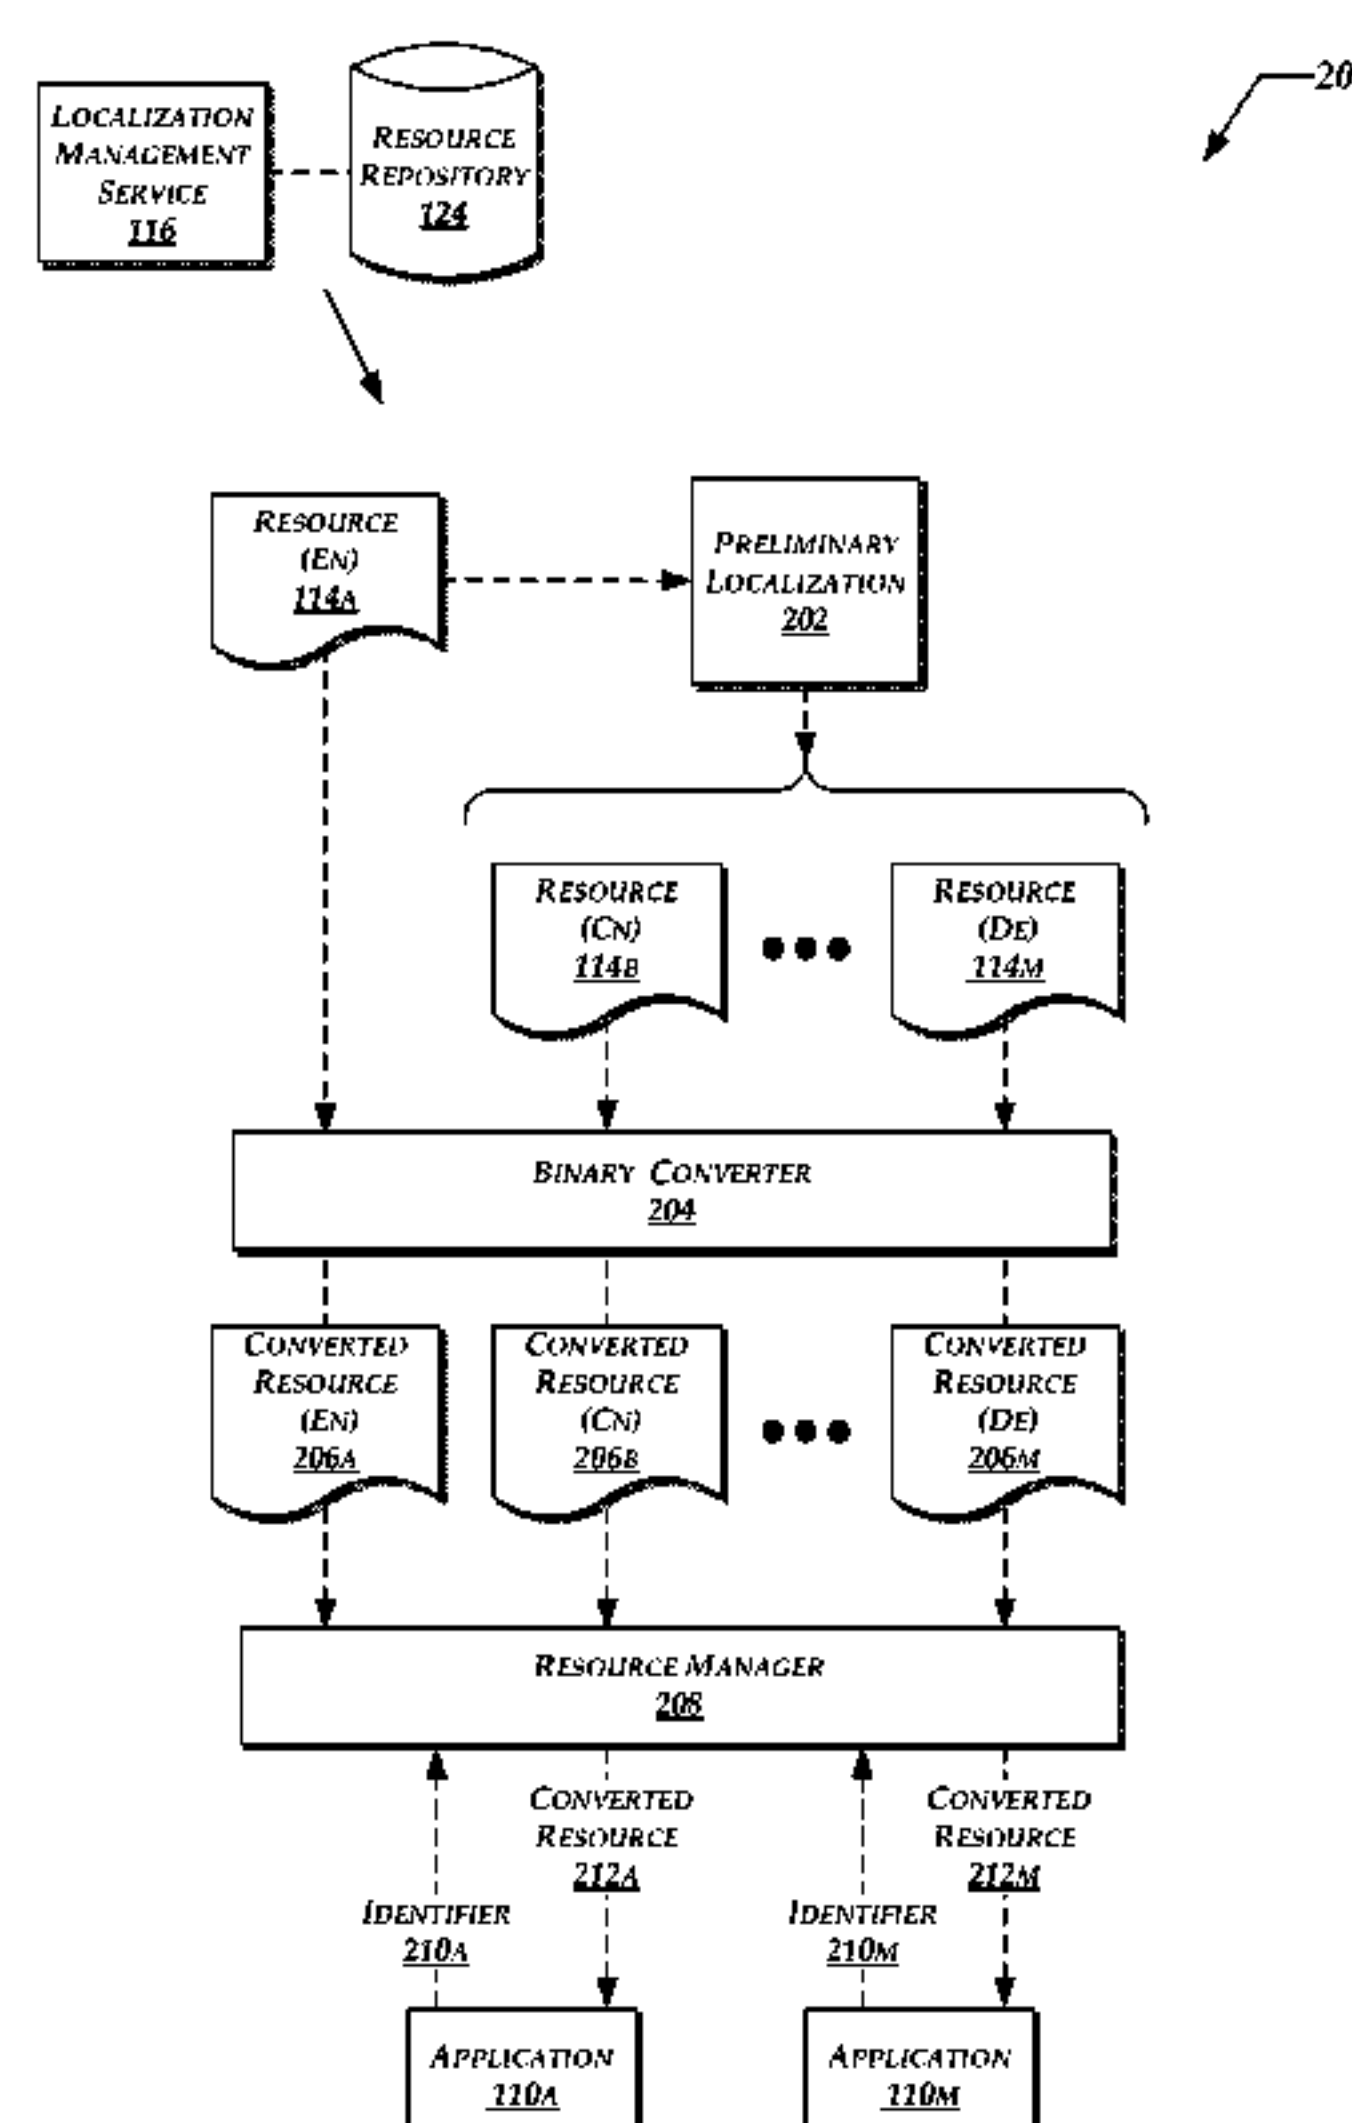 LOCALIZATION
MANAGEMENT
SERVICE
116
RESOURCE
REPOSITORY
124
20
RESOURCE
(EN)
114A
PRELIMINARY
LOCALIZATION
202
RESOURCE
(CN)
114B
RESOURCE
(DE)
114M
BINARY CONVERTER
204
CONVERTED
RESOURCE
(EN)
206A
CONVERTED
RESOURCE
(CN)
206B
CONVERTED
RESOURCE
(DE)
206M
RESOURCE MANAGER
208
IDENTIFIER
210A
CONVERTED
RESOURCE
212A
IDENTIFIER
210M
CONVERTED
RESOURCE
212M
APPLICATION
110A
APPLICATION
110M